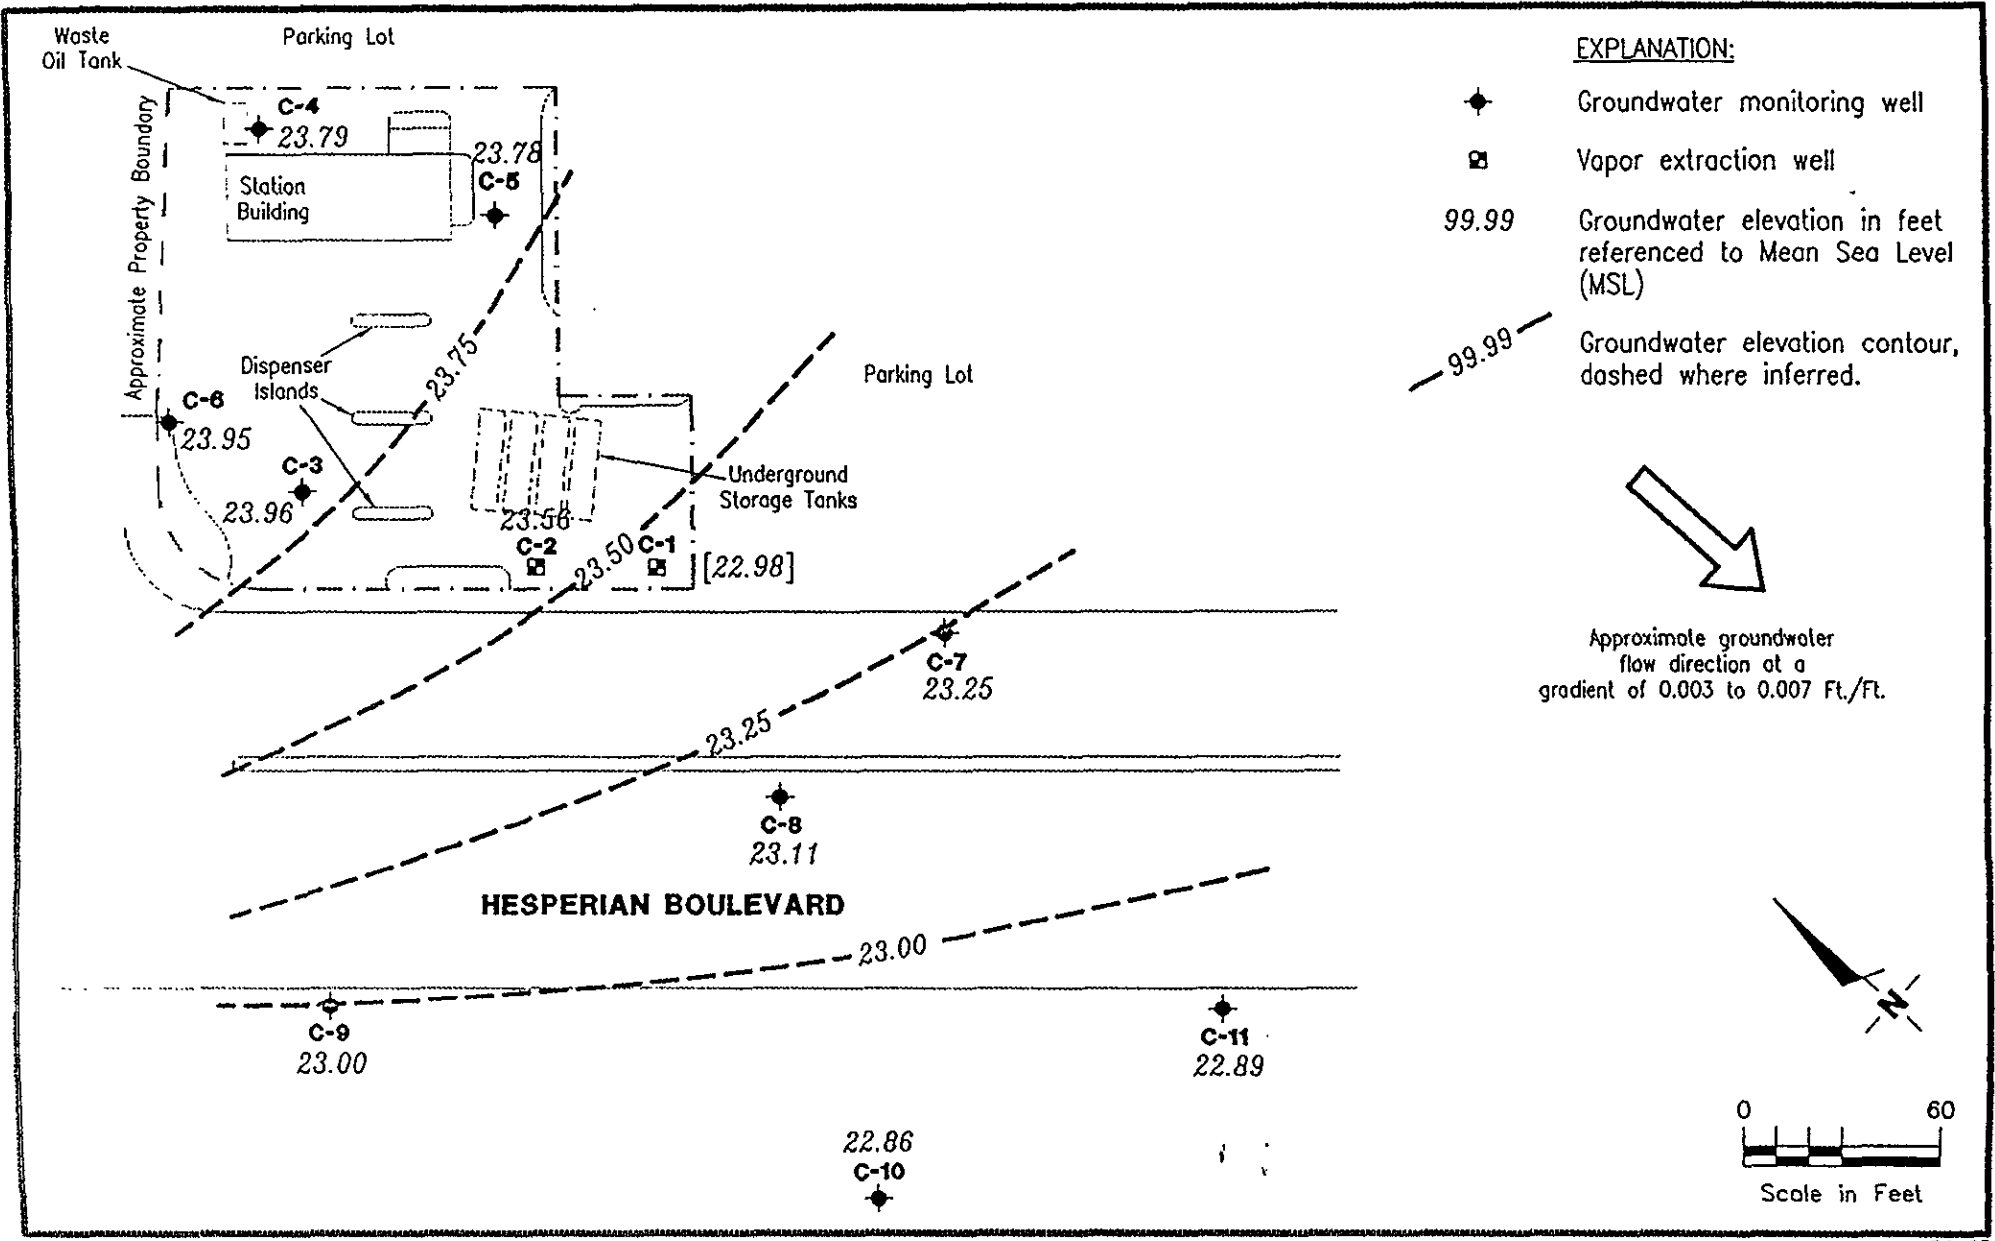 Waste
Oil Tank
Parking Lot
C-4
23.79
23.78
C-5
Station
Building
Approximate Property Boundary
Dispenser
Islands
23.75
C-6
23.95
C-3
23.96
Parking Lot
Underground
Storage Tanks
23.56
C-2
23.50
C-1
[22.98]
C-7
23.25
23.25
C-8
23.11
HESPERIAN BOULEVARD
23.00
C-9
23.00
C-11
22.89
22.86
C-10
EXPLANATION:
Groundwater monitoring well
Vapor extraction well
99.99
Groundwater elevation in feet
referenced to Mean Sea Level
(MSL)
99.99
Groundwater elevation contour,
dashed where inferred.
Approximate groundwater
flow direction at a
gradient of 0.003 to 0.007 Ft./Ft.
N
0 60
Scale in Feet